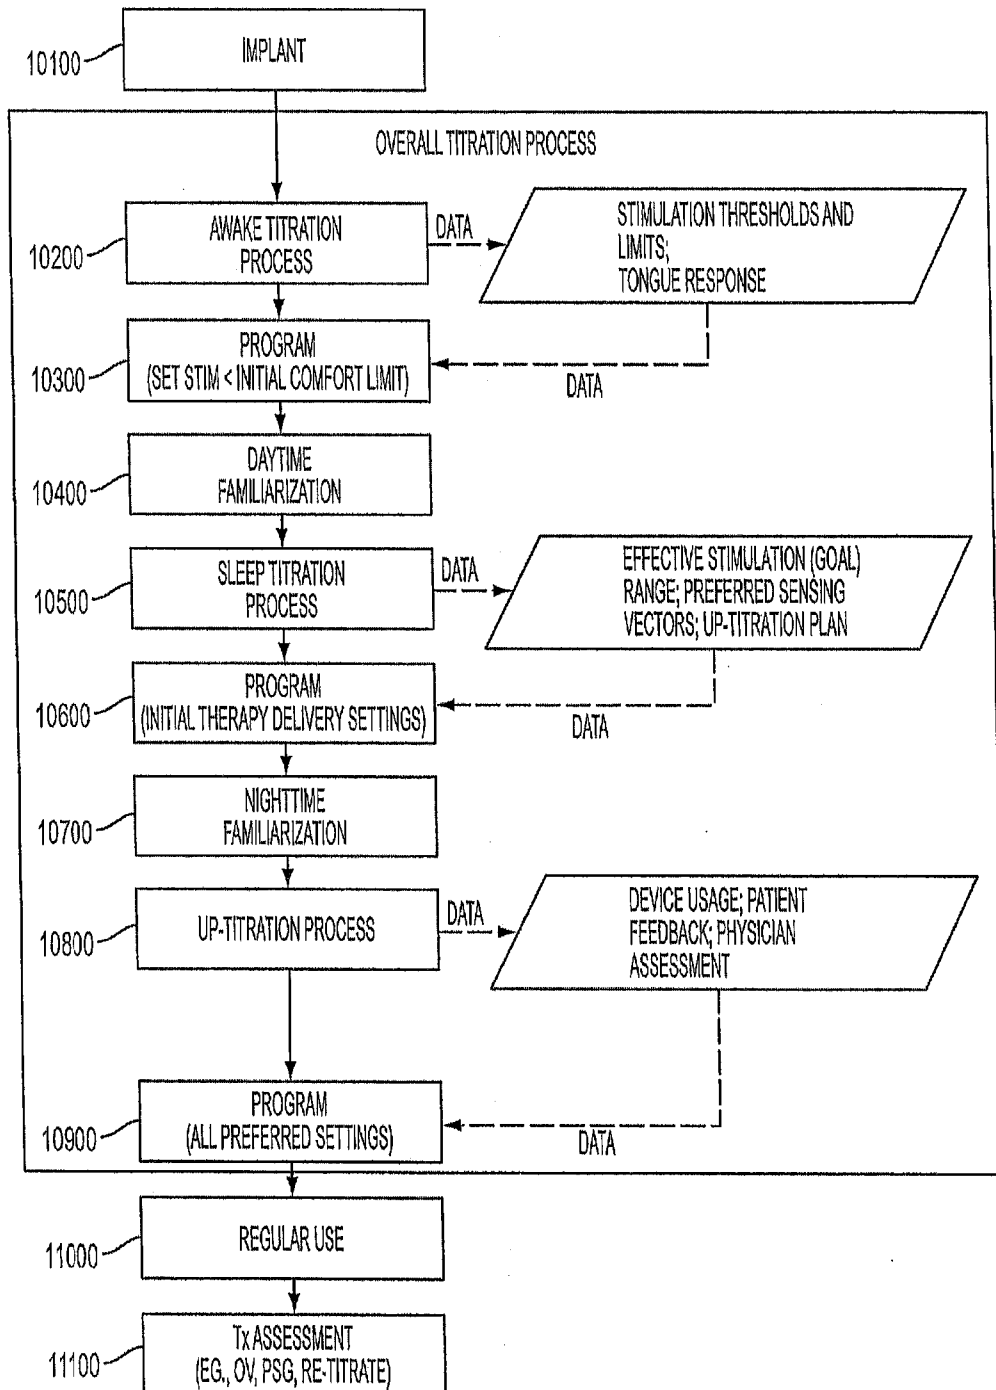 10100
IMPLANT
OVERALL TITRATION PROCESS
10200
AWAKE TITRATION
PROCESS
DATA
STIMULATION THRESHOLDS AND
LIMITS;
TONGUE RESPONSE
10300
PROGRAM
(SET STIM < INITIAL COMFORT LIMIT)
DATA
10400
DAYTIME
FAMILIARIZATION
10500
SLEEP TITRATION
PROCESS
DATA
EFFECTIVE STIMULATION (GOAL)
RANGE; PREFERRED SENSING
VECTORS; UP-TITRATION PLAN
10600
PROGRAM
(INITIAL THERAPY DELIVERY SETTINGS)
DATA
10700
NIGHTTIME
FAMILIARIZATION
10800
UP-TITRATION PROCESS
DATA
DEVICE USAGE; PATIENT
FEEDBACK; PHYSICIAN
ASSESSMENT
10900
PROGRAM
(ALL PREFERRED SETTINGS)
DATA
11000
REGULAR USE
11100
Tx ASSESSMENT
(EG., OV, PSG, RE-TITRATE)